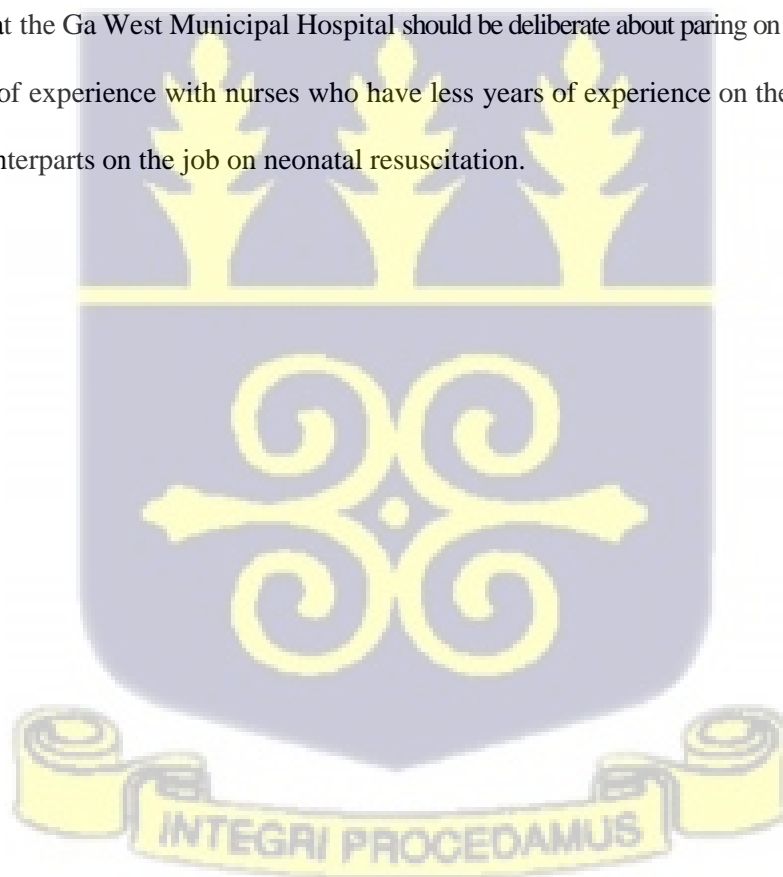 at the Ga West Municipal Hospital should be deliberate about paring on
of experience with nurses who have less years of experience on the
nterparts on the job on neonatal resuscitation.
INTEGRI PROCEDAMUS